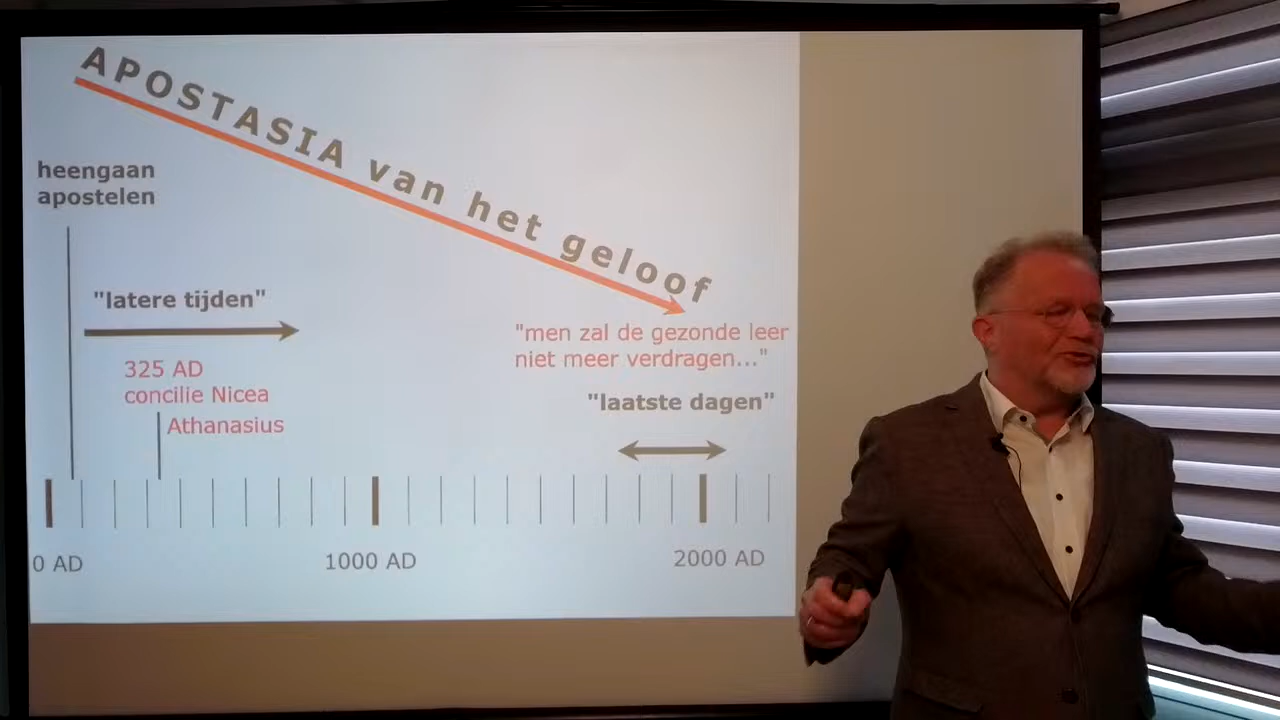 APOSTASIA van het geloof
heengaan
apostelen
"latere tijden"
325 AD
concilie Nicea
Athanasius
"men zal de gezonde leer
niet meer verdragen..."
"laatste dagen"
0 AD
1000 AD
2000 AD